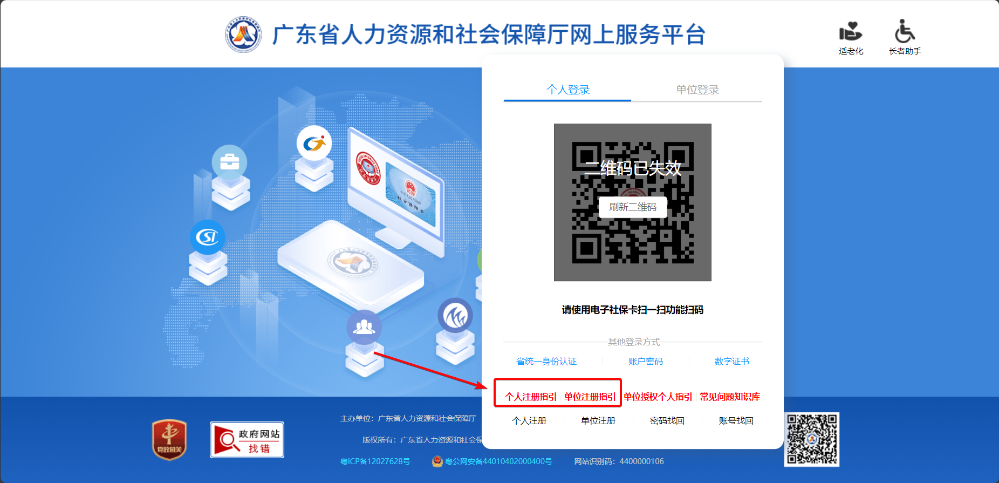 广东省人力资源和社会保障厅网上服务平台
适老化
长者助手
个人登录
单位登录
二维码已失效
刷新二维码
请使用电子社保卡扫一扫功能扫码
其他登录方式
省统一身份认证
账户密码
数字证书
个人注册指引
单位注册指引
单位授权个人指引
常见问题知识库
个人注册
单位注册
密码找回
账号找回
党政机关
政府网站
找错
主办单位：广东省人力资源和社会保障厅
版权所有：广东省人力资源和社会保
粤ICP备12027628号
粤公网安备44010402000400号
网站识别码：4400000106